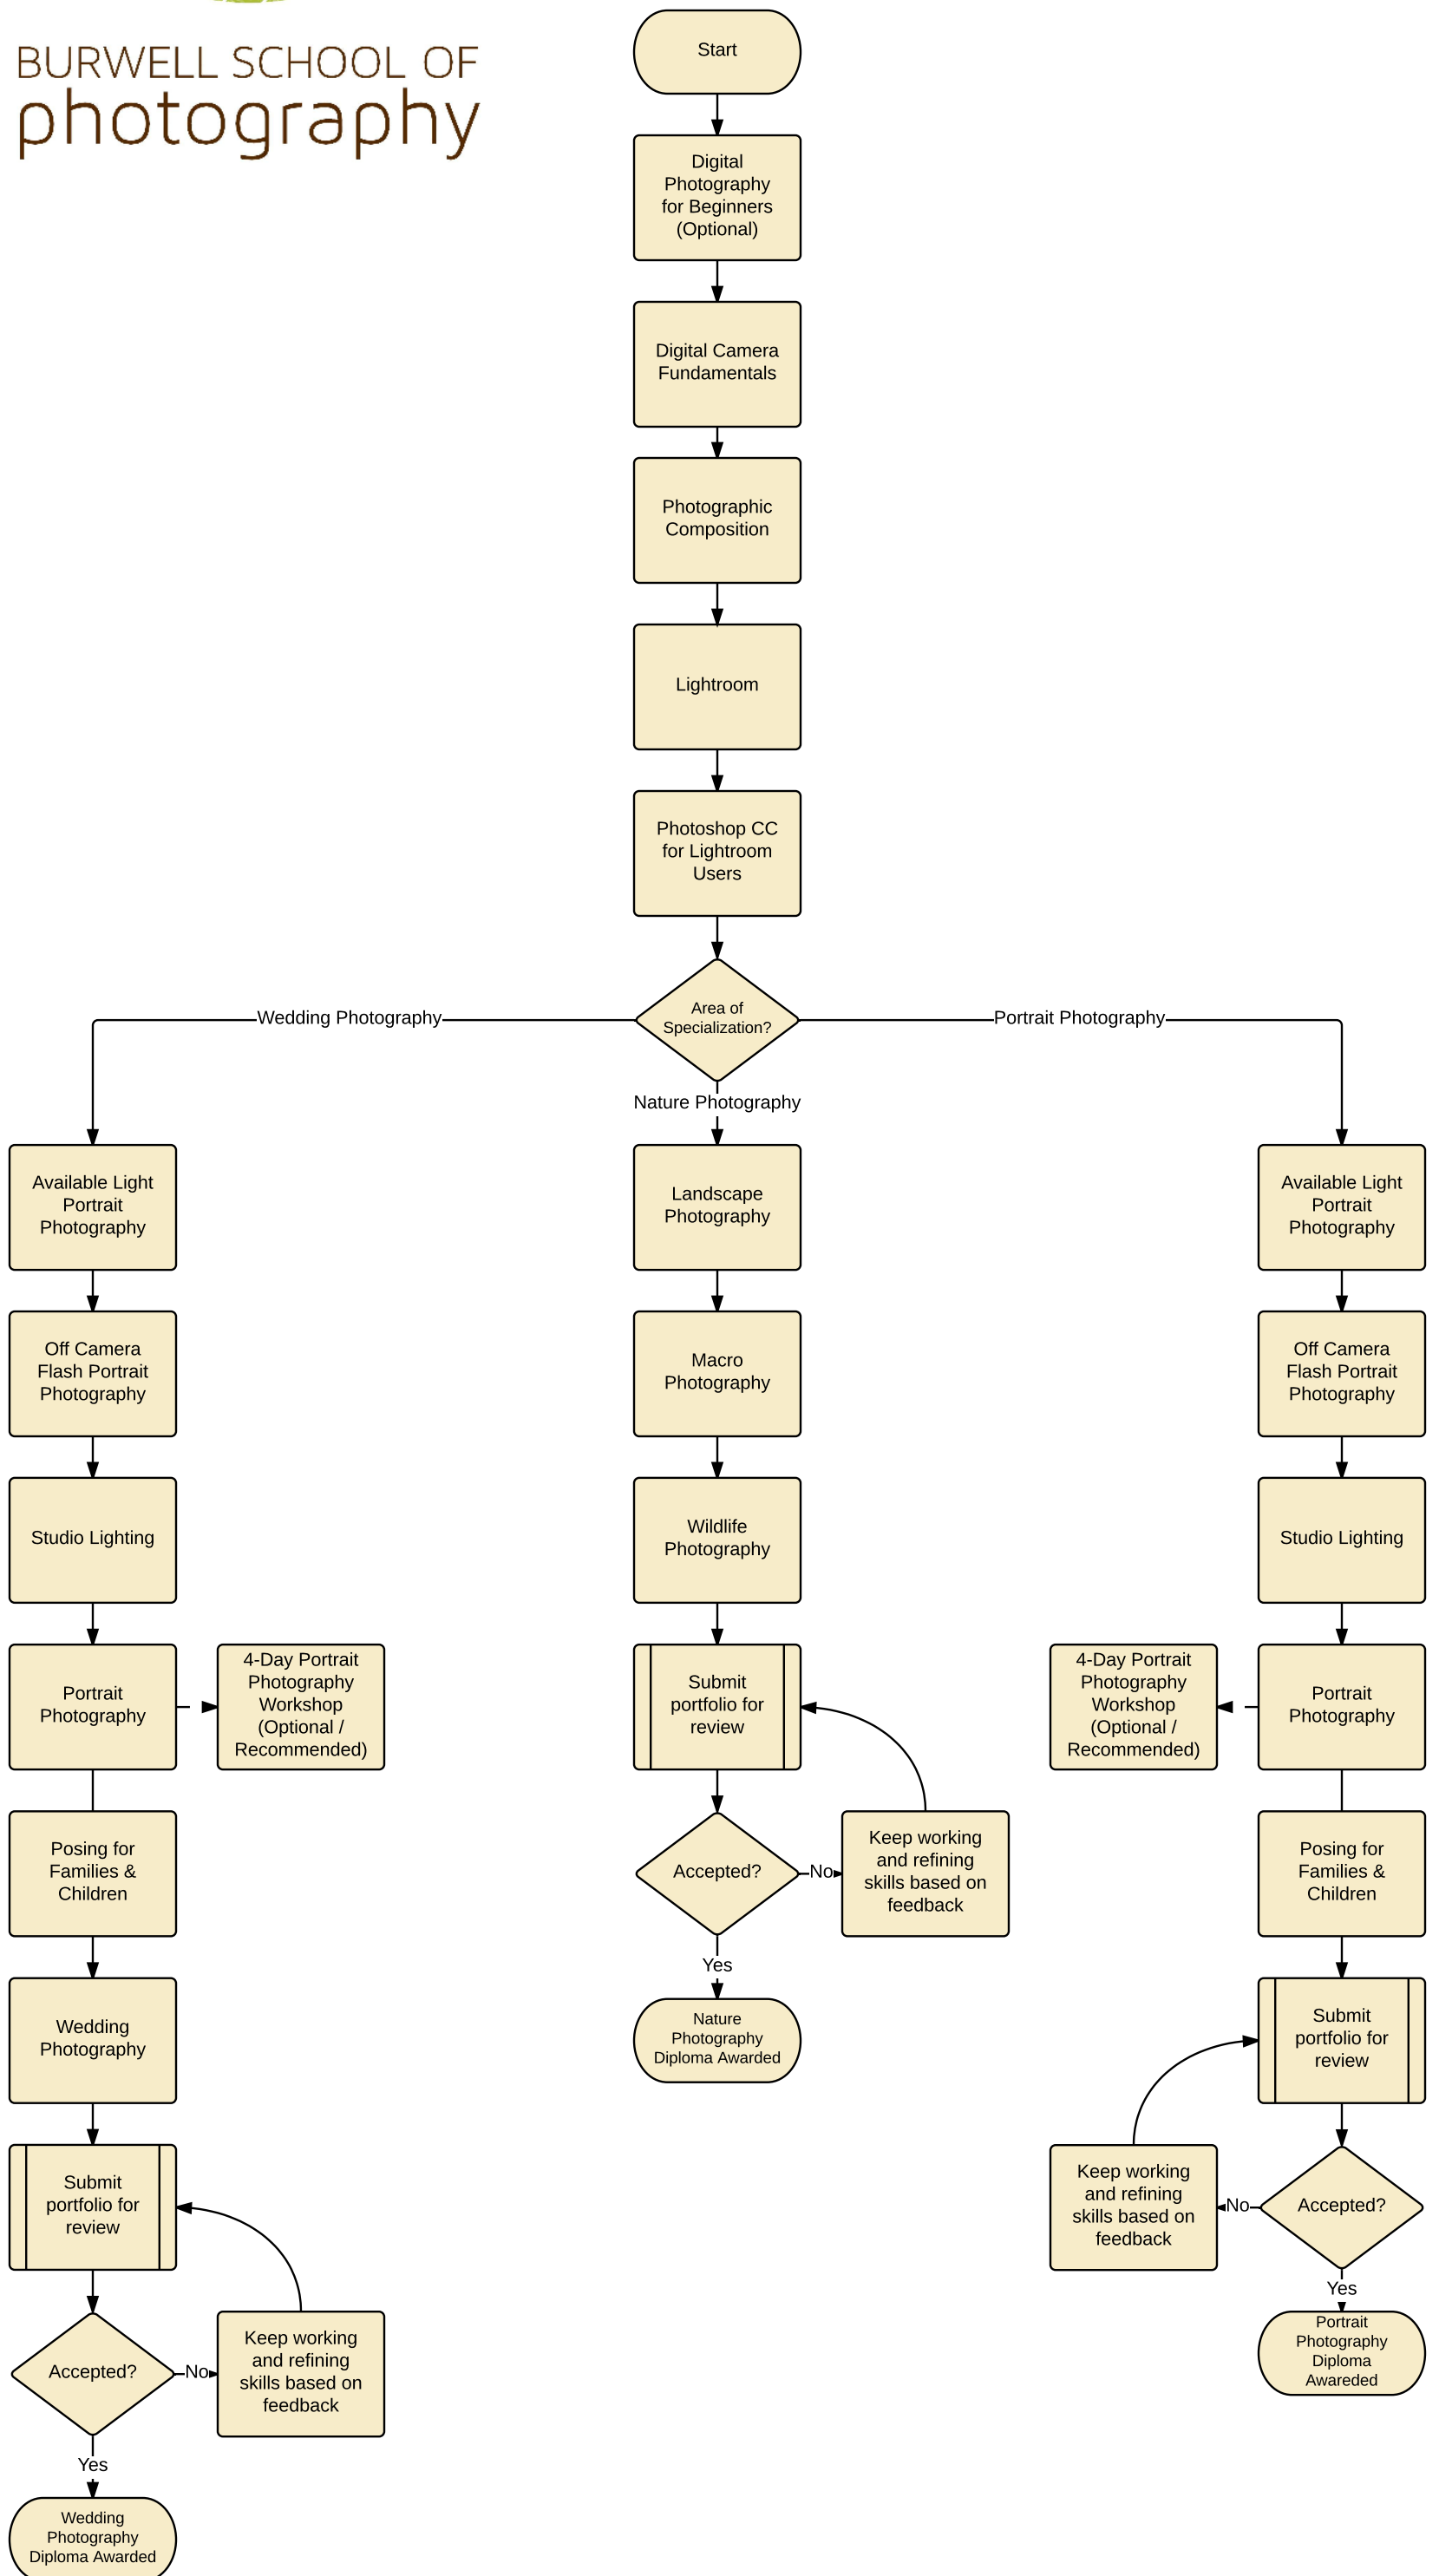 BURWELL SCHOOL OF
photography
Start
Digital
Photography
for Beginners
(Optional)
Digital Camera
Fundamentals
Photographic
Composition
Lightroom
Photoshop CC
for Lightroom
Users
Area of
Specialization?
Wedding Photography
Nature Photography
Portrait Photography
Available Light
Portrait
Photography
Off Camera
Flash Portrait
Photography
Studio Lighting
Portrait
Photography
4-Day Portrait
Photography
Workshop
(Optional /
Recommended)
Posing for
Families &
Children
Wedding
Photography
Submit
portfolio for
review
Accepted?
No
Keep working
and refining
skills based on
feedback
Yes
Wedding
Photography
Diploma Awarded
Landscape
Photography
Macro
Photography
Wildlife
Photography
Submit
portfolio for
review
Accepted?
No
Keep working
and refining
skills based on
feedback
Yes
Nature
Photography
Diploma Awarded
Available Light
Portrait
Photography
Off Camera
Flash Portrait
Photography
Studio Lighting
Portrait
Photography
4-Day Portrait
Photography
Workshop
(Optional /
Recommended)
Posing for
Families &
Children
Submit
portfolio for
review
Accepted?
No
Keep working
and refining
skills based on
feedback
Yes
Portrait
Photography
Diploma
Awareded